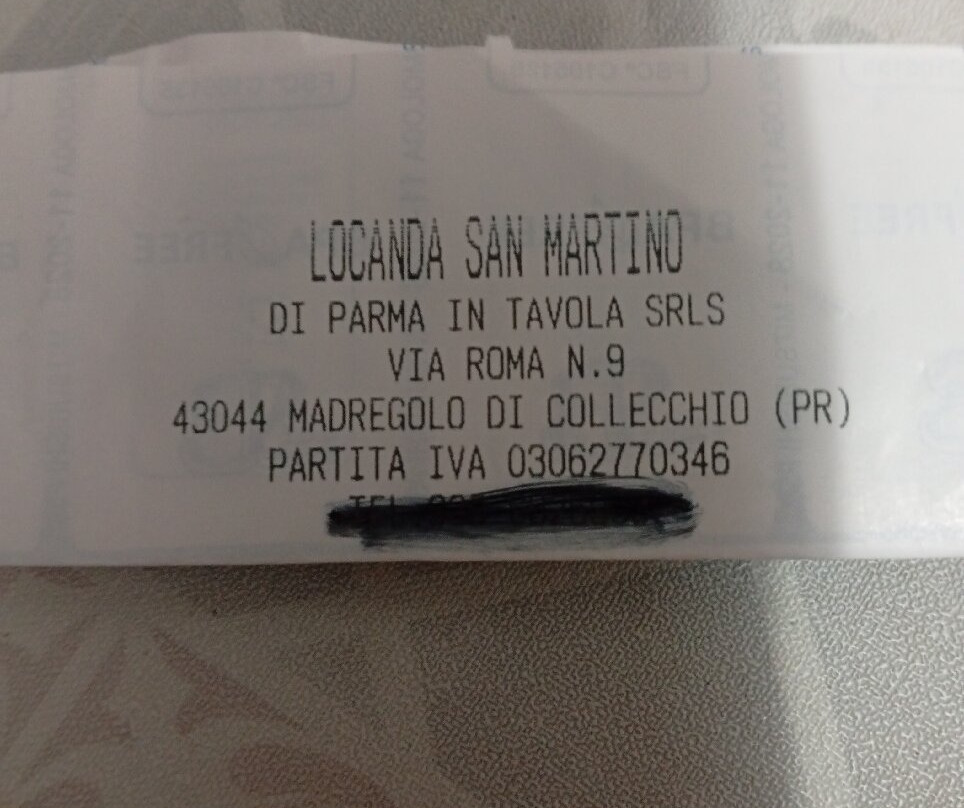 LOCANDA SAN MARTINO
DI PARMA IN TAVOLA SRLS
VIA ROMA N.9
43044 MADREGOLO DI COLLECCHIO (PR)
PARTITA IVA 03062770346
TEL